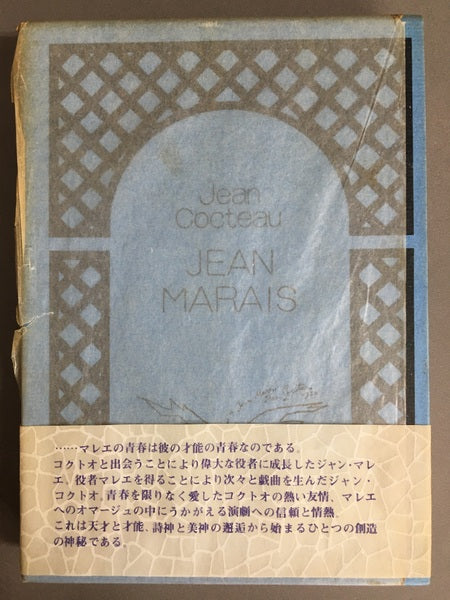 Jean
Cocteau
JEAN
MARAIS
……マレエの青春は彼の才能の青春なのである。
コクトオと出会うことにより偉大な役者に成長したジャン・マレ
エ、役者マレエを得ることにより次々と戯曲を生んだジャン・
コクトオ。青春を限りなく愛したコクトオの熱い友情、マレエ
へのオマージュの中にうかがえる演劇への信頼と情熱。
これは天才と才能、詩神と美神の邂逅から始まるひとつの創造
の神秘である。